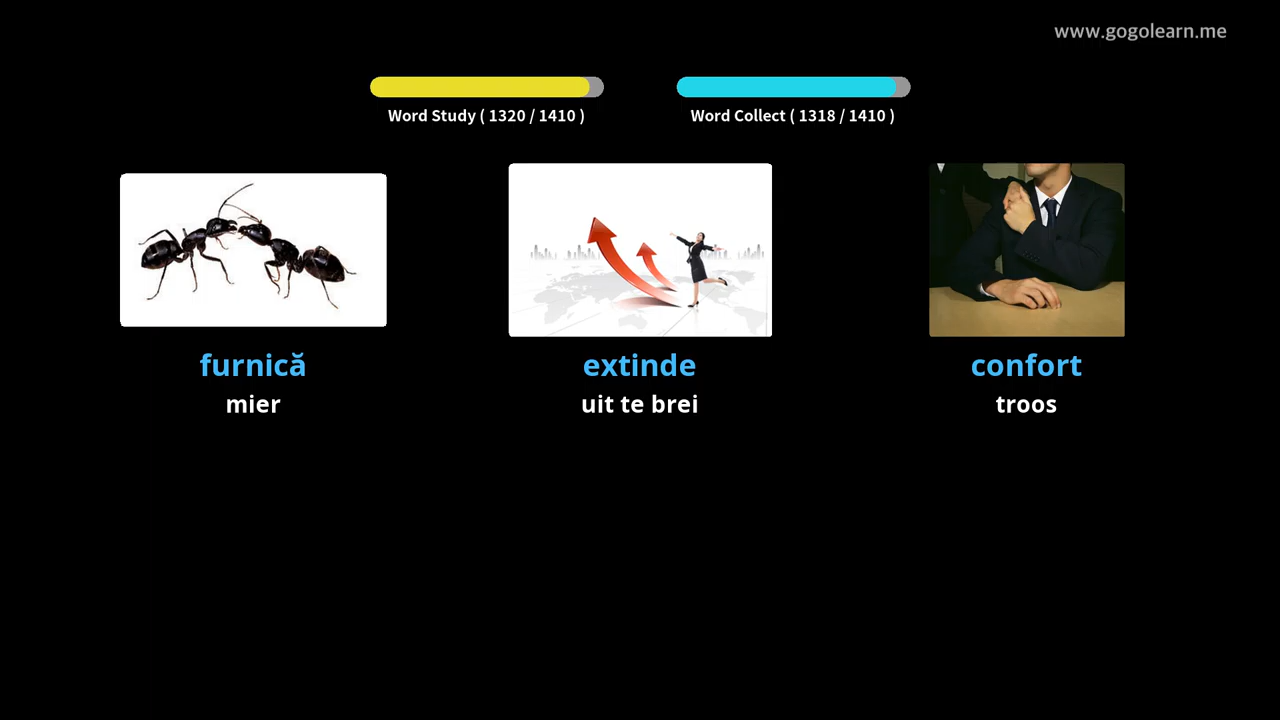 www.gogolearn.me
Word Study ( 1320 / 1410 )
Word Collect ( 1318 / 1410 )
furnică
mier
extinde
uit te brei
confort
troos